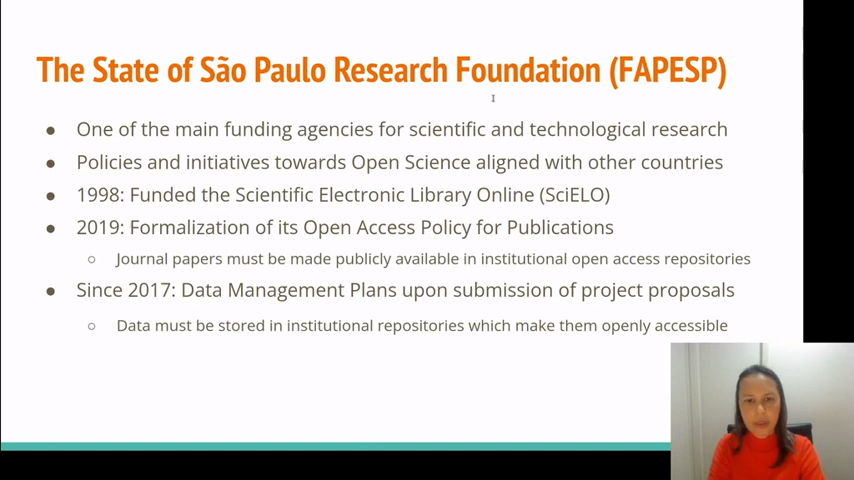 The State of São Paulo Research Foundation (FAPESP)
● One of the main funding agencies for scientific and technological research
● Policies and initiatives towards Open Science aligned with other countries
● 1998: Funded the Scientific Electronic Library Online (SciELO)
● 2019: Formalization of its Open Access Policy for Publications
○ Journal papers must be made publicly available in institutional open access repositories
● Since 2017: Data Management Plans upon submission of project proposals
○ Data must be stored in institutional repositories which make them openly accessible